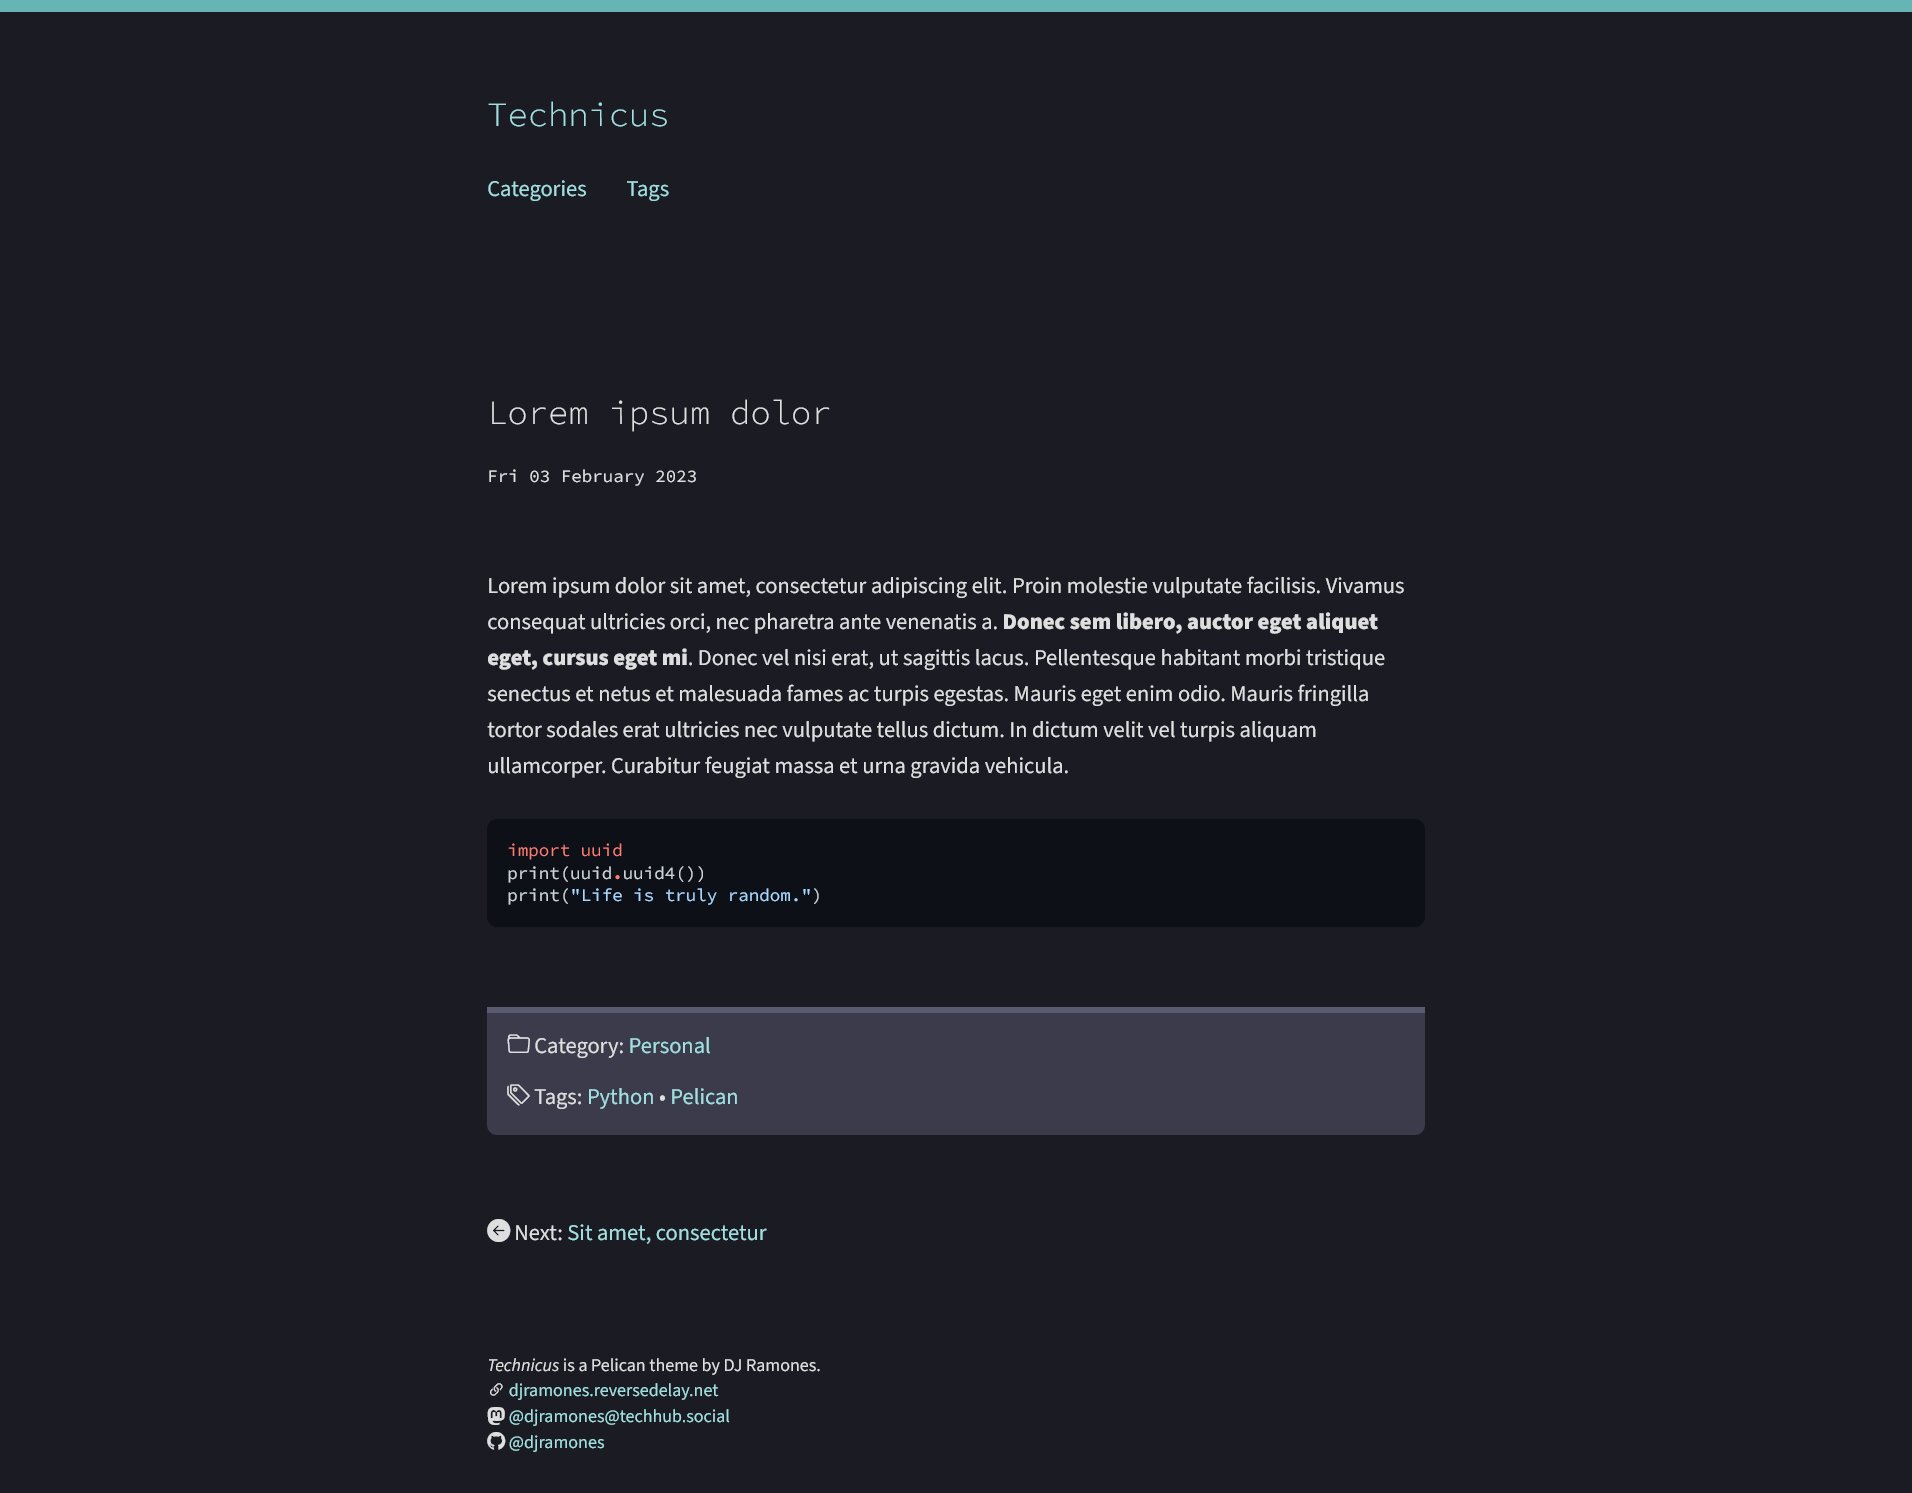 Technicus
Categories Tags
Lorem ipsum dolor
Fri 03 February 2023
Lorem ipsum dolor sit amet, consectetur adipiscing elit. Proin molestie vulputate facilisis. Vivamus
consequat ultricies orci, nec pharetra ante venenatis a. Donec sem libero, auctor eget aliquet
eget, cursus eget mi. Donec vel nisi erat, ut sagittis lacus. Pellentesque habitant morbi tristique
senectus et netus et malesuada fames ac turpis egestas. Mauris eget enim odio. Mauris fringilla
tortor sodales erat ultricies nec vulputate tellus dictum. In dictum velit vel turpis aliquam
ullamcorper. Curabitur feugiat massa et urna gravida vehicula.
import uuid
print(uuid.uuid4())
print("Life is truly random.")
Category: Personal
Tags: Python • Pelican
Next: Sit amet, consectetur
Technicus is a Pelican theme by DJ Ramones.
djramones.reversedelay.net
@djramones@techhub.social
@djramones